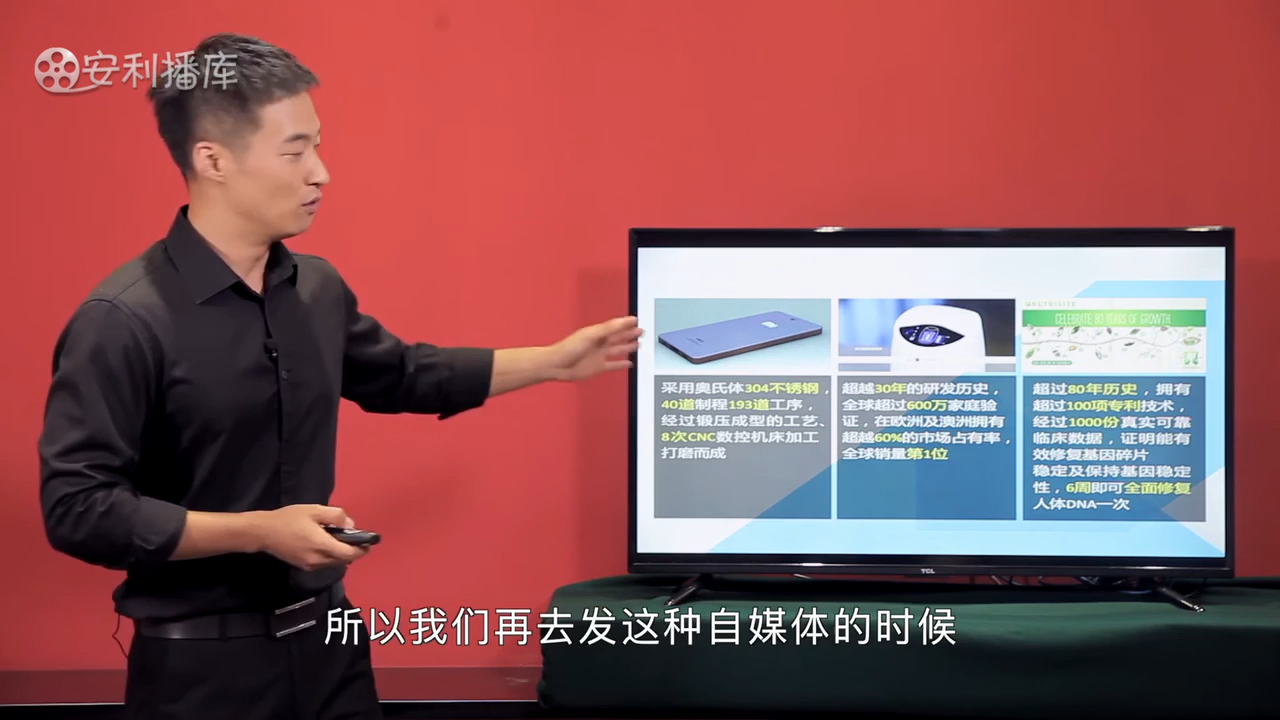 安利播库
CELEBRATE 80 YEARS OF GROWTH
采用奥氏体304不锈钢，
40道制程193道工序，
经过锻压成型的工艺、
8次CNC数控机床加工
打磨而成
超越30年的研发历史，
全球超过600万家庭验
证，在欧洲及澳洲拥有
超越60%的市场占有率，
全球销量第1位
超过80年历史，拥有
超过100项专利技术，
经过1000份真实可靠
临床数据，证明能有
效修复基因碎片
稳定及保持基因稳定
性，6周即可全面修复
人体DNA一次
TCL
所以我们再去发这种自媒体的时候